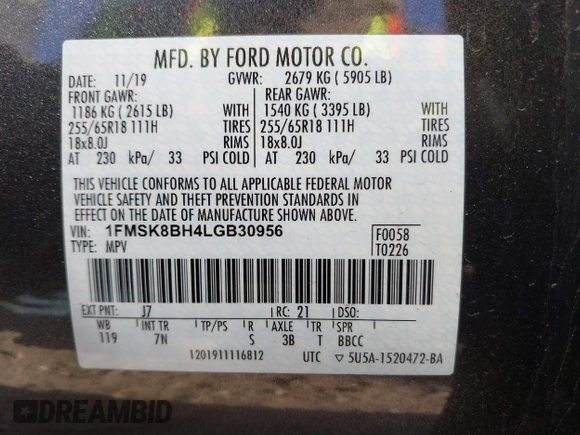 MFD. BY FORD MOTOR CO.
DATE: 11/19 GVWR: 2679 KG ( 5905 LB)
FRONT GAWR: REAR GAWR:
1186 KG ( 2615 LB) WITH 1540 KG ( 3395 LB) WITH
255/65R18 111H TIRES 255/65R18 111H TIRES
18x8.0J RIMS 18x8.0J RIMS
AT 230 kPa/ 33 PSI COLD AT 230 kPa/ 33 PSI COLD
THIS VEHICLE CONFORMS TO ALL APPLICABLE FEDERAL MOTOR
VEHICLE SAFETY AND THEFT PREVENTION STANDARDS IN
EFFECT ON THE DATE OF MANUFACTURE SHOWN ABOVE.
VIN: 1FMSK8BH4LGB30956 F0058
TYPE: MPV T0226
EXT PNT: J7 RC: 21 DSO:
WB INT TR TP/PS R AXLE TR SPR
119 7N S 3B T BBCC
1201911116812 UTC ▽ 5U5A-1520472-BA
DREAMBID